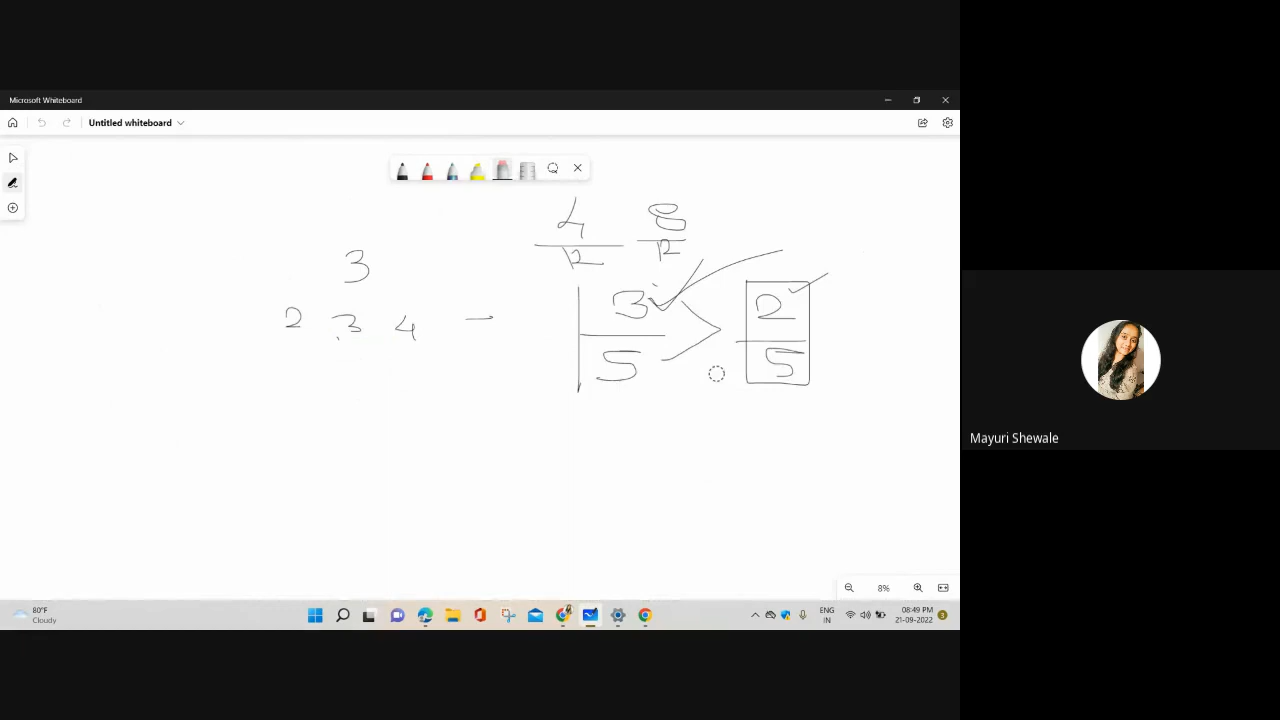 Microsoft Whiteboard
Untitled whiteboard
4 8
12 12
3
2 3 4 -
3 > 2
5 5
Mayuri Shewale
8%
80°F
Cloudy
ENG
IN
08:49 PM
21-09-2022
3